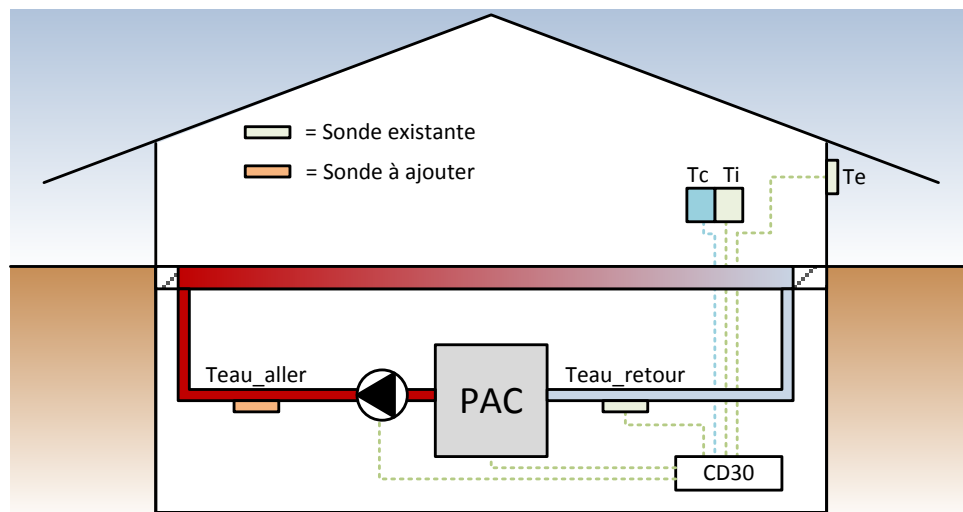 = Sonde existante
= Sonde à ajouter
Tc Ti
Te
Teau_aller
Teau_retour
PAC
CD30